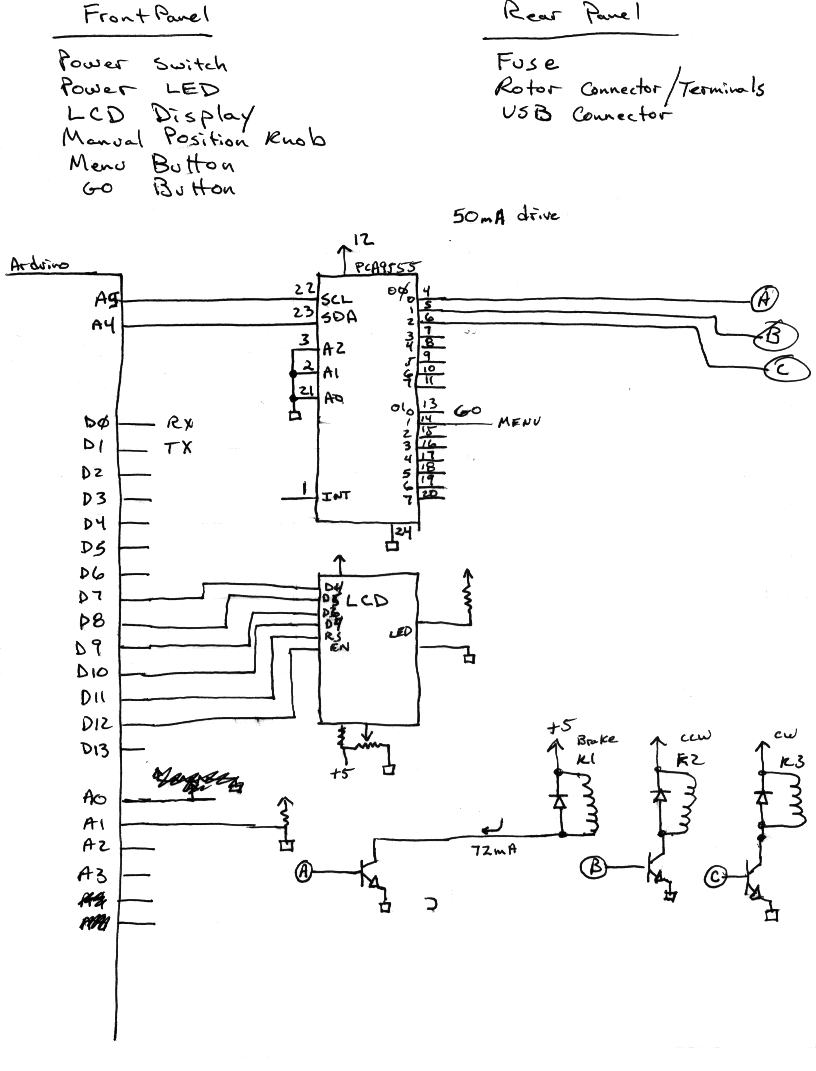 Front Panel
Power Switch
Power LED
LCD Display
Manual Position Knob
Menu Button
GO Button
Rear Panel
Fuse
Rotor Connector/Terminals
USB Connector
50mA drive
Arduino
12
PCA9555
A5
22
SCL
A4
23
SDA
3
A2
2
A1
21
A0
1
INT
24
00
0 4
1 5
2 6
3 7
4 8
5 9
6 10
7 11
01
0 13 GO
1 14 MENU
2 15
3 16
4 17
5 18
6 19
7 20
A
B
C
D0 RX
D1 TX
D2
D3
D4
D5
D6
D7
D8
D9
D10
D11
D12
D13
A0
A1
A2
A3
LCD
D4
D5
D6
D7
RS
EN
LED
+5
+5
Brake
K1
CCW
K2
CW
K3
72mA
A
B
C